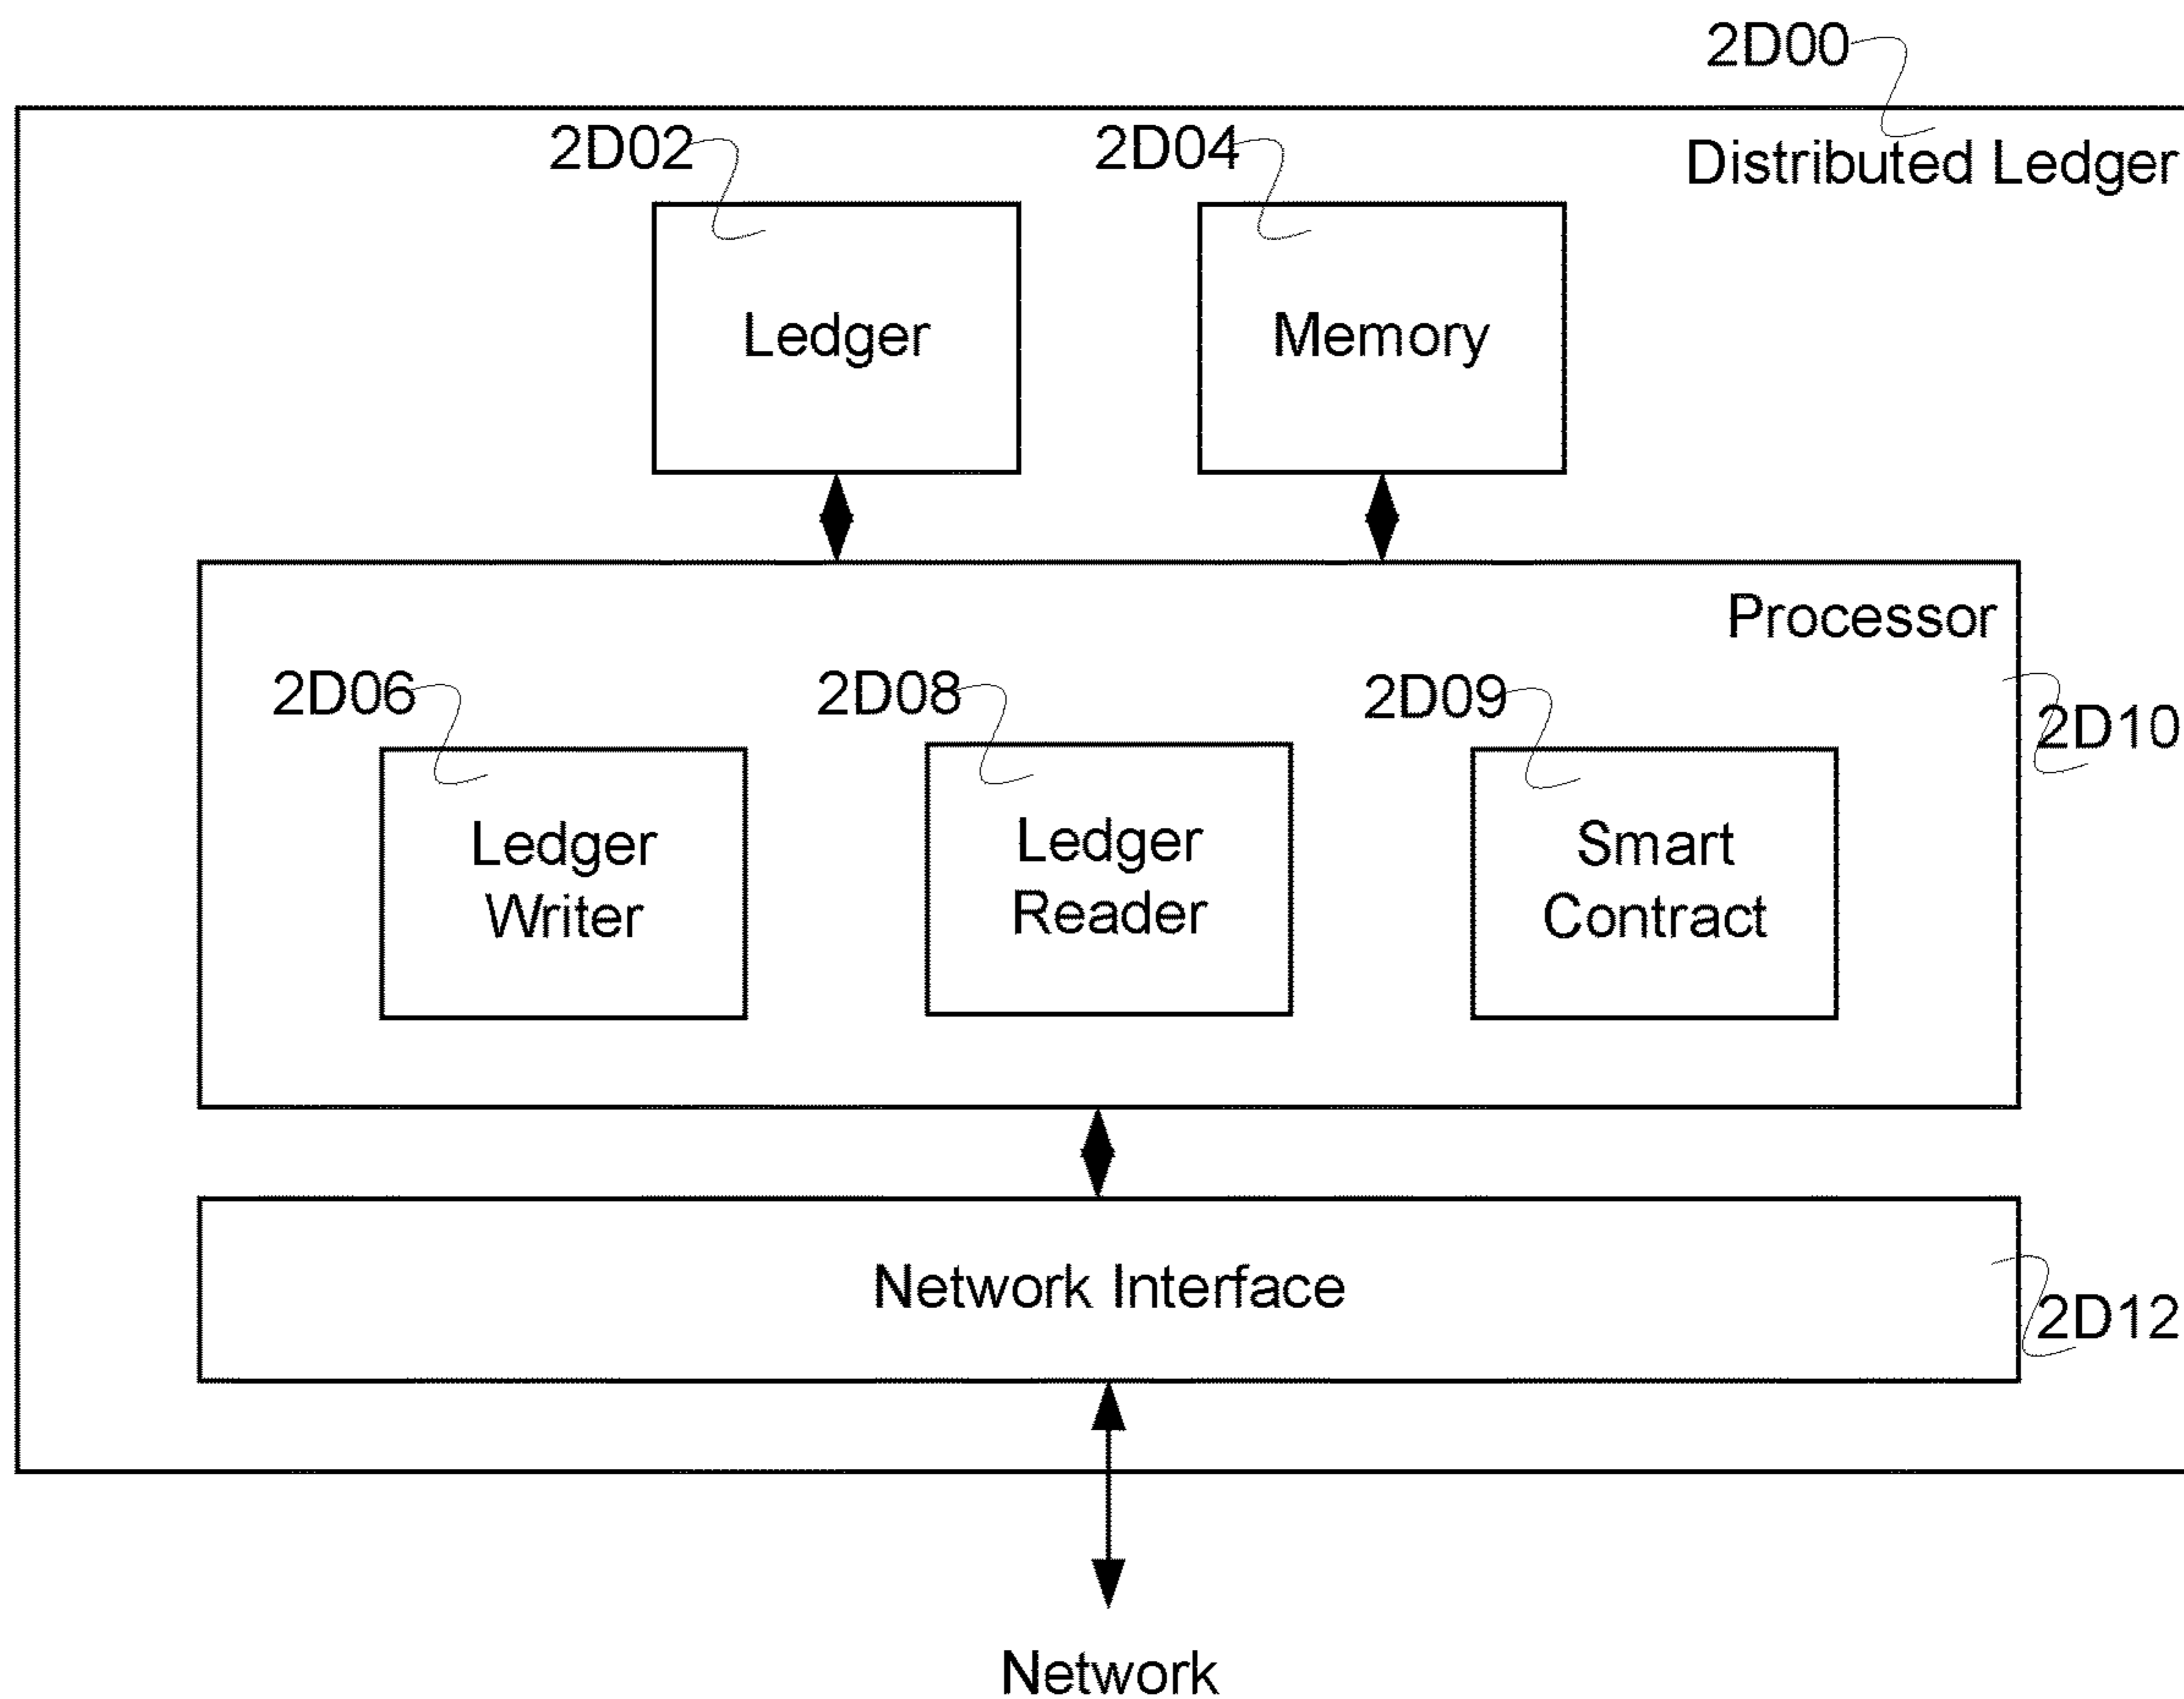 2D00
Distributed Ledger
2D02
2D04
Ledger
Memory
Processor
2D06
2D08
2D09
2D10
Ledger
Writer
Ledger
Reader
Smart
Contract
Network Interface
2D12
Network